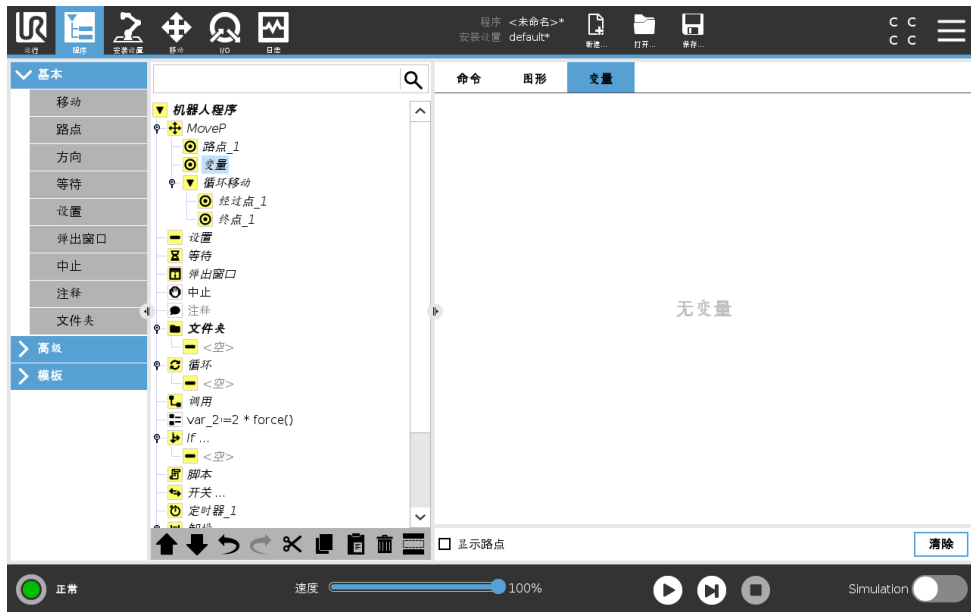 程序 <未命名>*
安装设置 default*
运行
程序
安装设置
移动
I/O
日志
新建...
打开...
保存...
C C
C C
基本
移动
路点
方向
等待
设置
弹出窗口
中止
注释
文件夹
高级
模板
机器人程序
MoveP
路点_1
变量
循环移动
经过点_1
终点_1
设置
等待
弹出窗口
中止
注释
文件夹
<空>
循环
<空>
调用
var_2:=2 * force()
If ...
<空>
脚本
开关 ...
定时器_1
命令
图形
变量
无变量
显示路点
清除
正常
速度
100%
Simulation